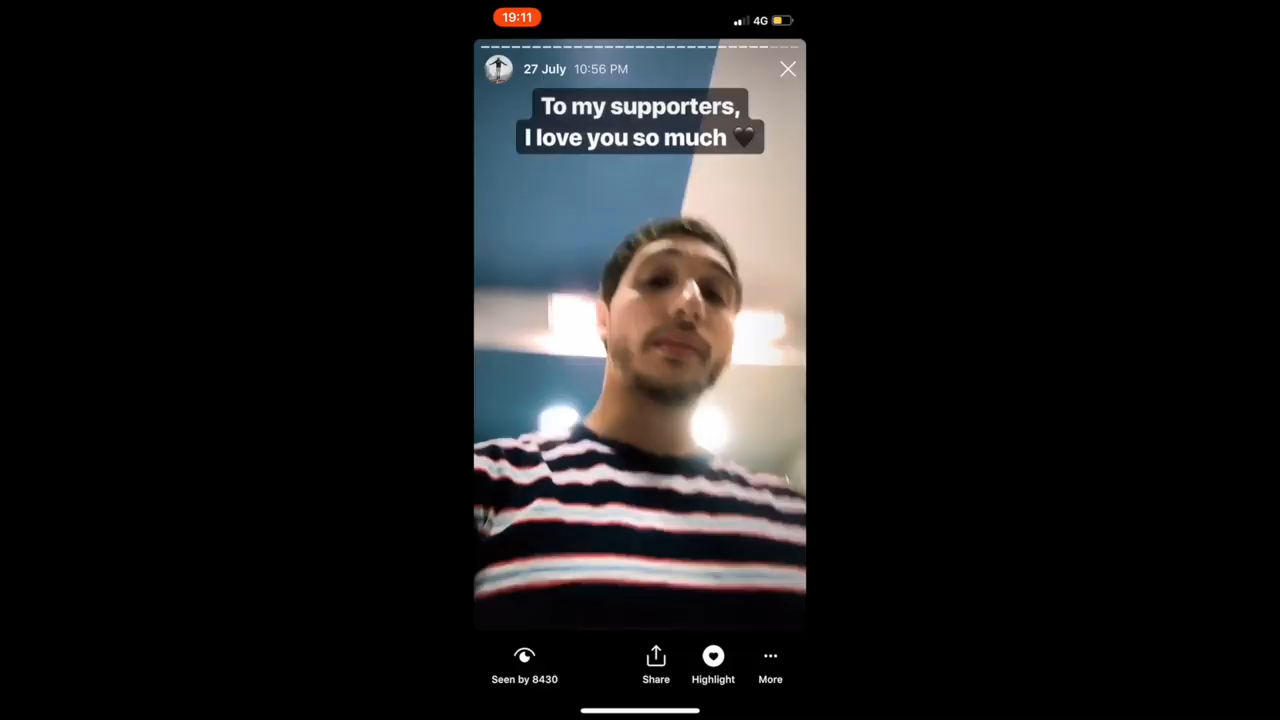 19:11
4G
27 July 10:56 PM
To my supporters,
I love you so much 🖤
Seen by 8430
Share
Highlight
More